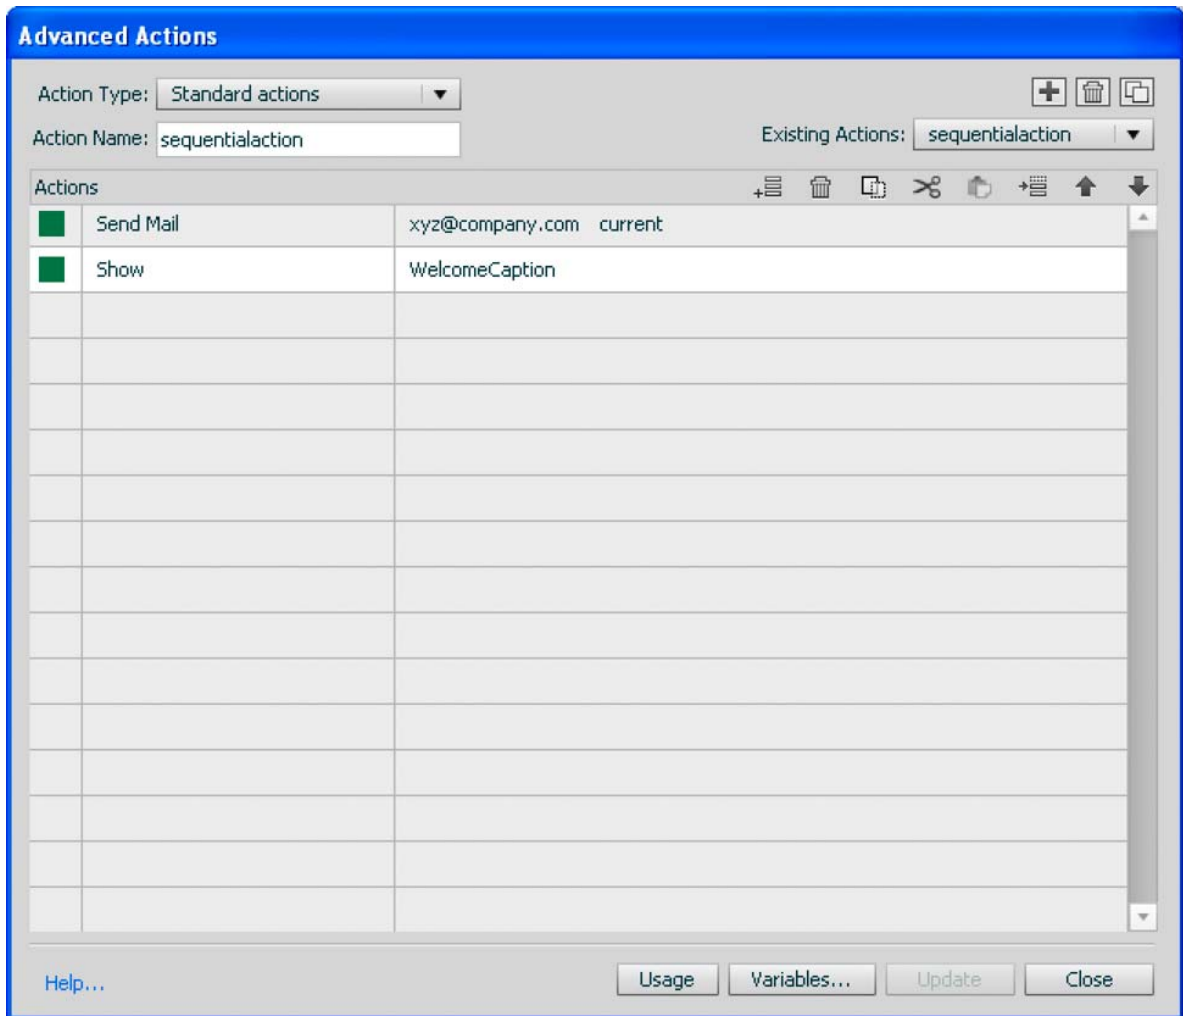 Advanced Actions
Action Type: Standard actions
Action Name: sequentialaction
Existing Actions: sequentialaction
Actions
Send Mail xyz@company.com current
Show WelcomeCaption
Help... Usage Variables... Update Close